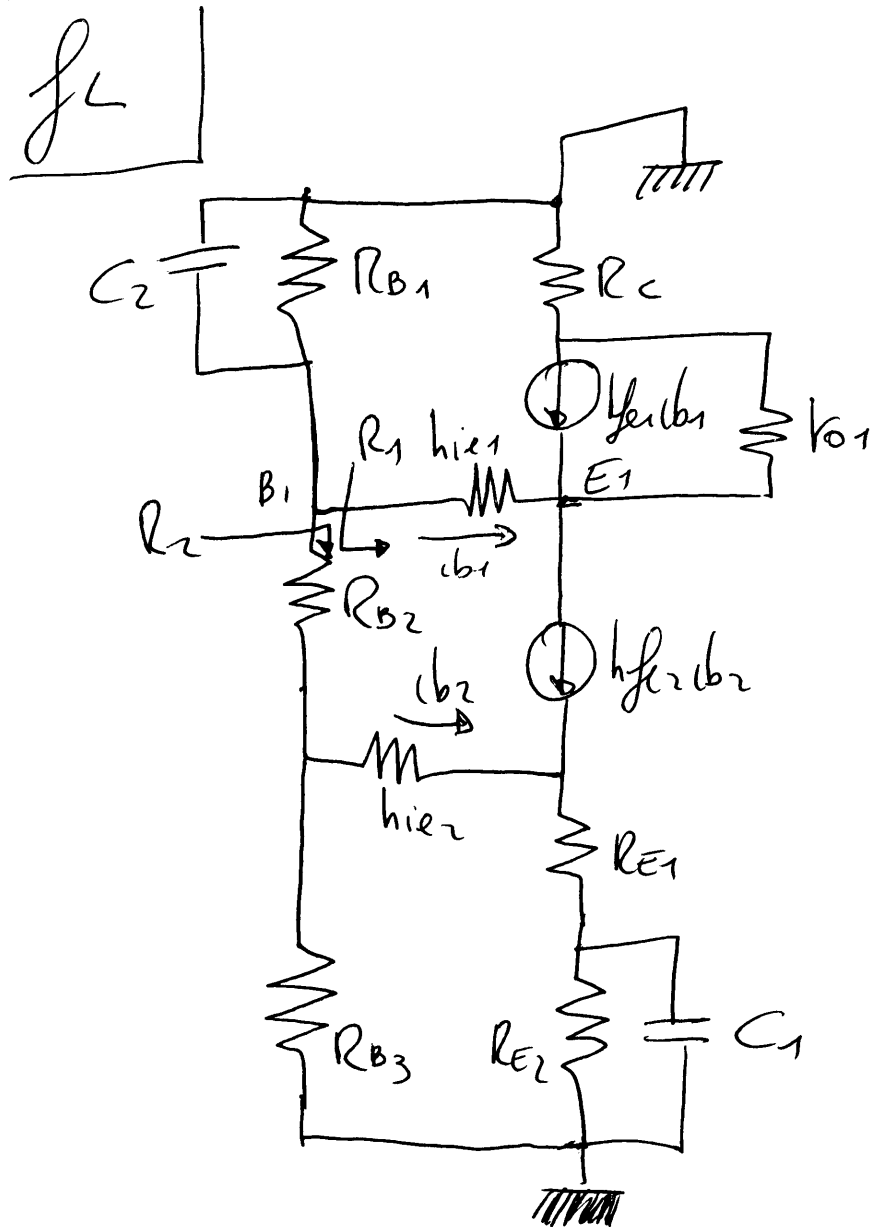 fL
C2
RB1
RC
hfe1ib1
ro1
R1
hie1
B1
E1
R2
ib1
RB2
ib2
hfe2ib2
hie2
RE1
RB3
RE2
C1